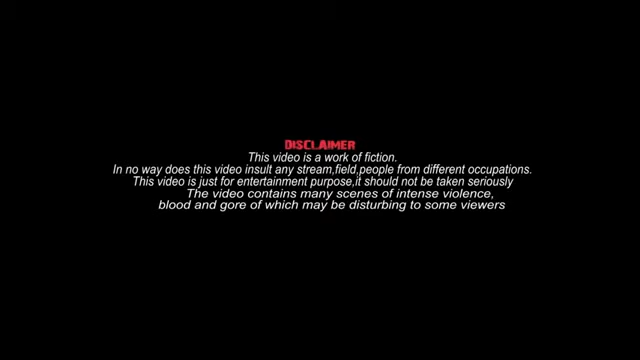 DISCLAIMER
This video is a work of fiction.
In no way does this video insult any stream,field,people from different occupations.
This video is just for entertainment purpose,it should not be taken seriously
The video contains many scenes of intense violence,
blood and gore of which may be disturbing to some viewers